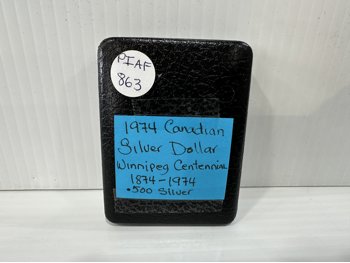 PIAF
863
1974 Canadian
Silver Dollar
Winnipeg Centennial
1874-1974
.500 Silver